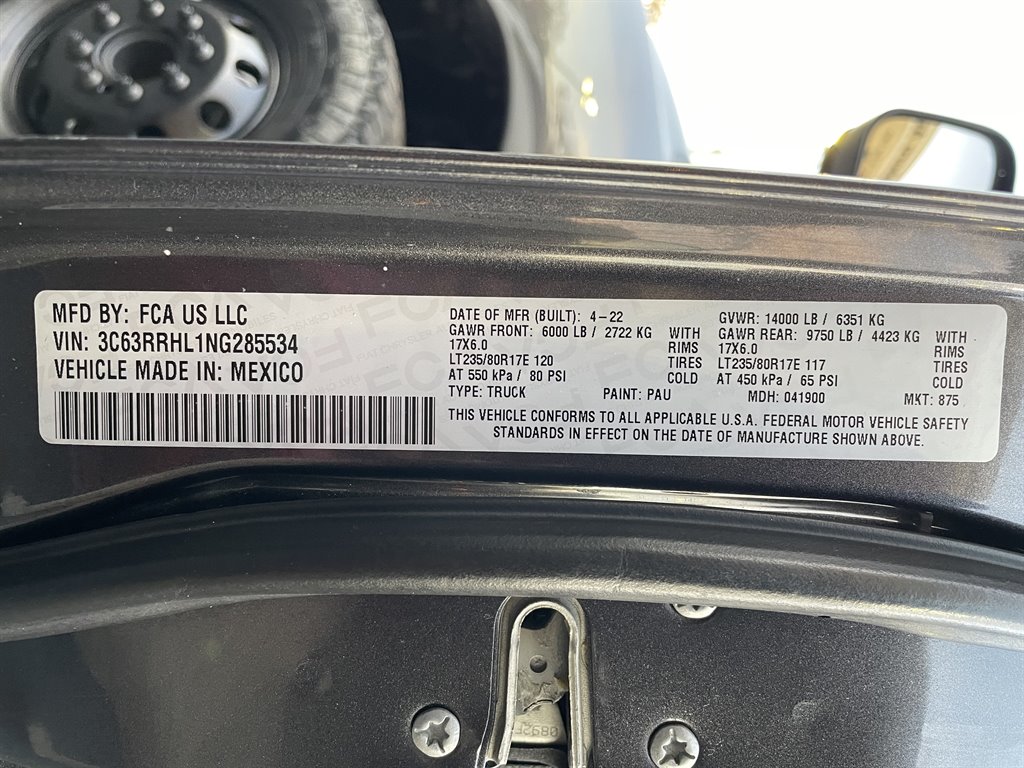 MFD BY: FCA US LLC
VIN: 3C63RRHL1NG285534
VEHICLE MADE IN: MEXICO
DATE OF MFR (BUILT): 4-22
GAWR FRONT: 6000 LB / 2722 KG WITH
17X6.0 RIMS
LT235/80R17E 120 TIRES
AT 550 kPa / 80 PSI COLD
TYPE: TRUCK PAINT: PAU
GVWR: 14000 LB / 6351 KG
GAWR REAR: 9750 LB / 4423 KG WITH
17X6.0 RIMS
LT235/80R17E 117 TIRES
AT 450 kPa / 65 PSI COLD
MDH: 041900 MKT: 875
THIS VEHICLE CONFORMS TO ALL APPLICABLE U.S.A. FEDERAL MOTOR VEHICLE SAFETY
STANDARDS IN EFFECT ON THE DATE OF MANUFACTURE SHOWN ABOVE.